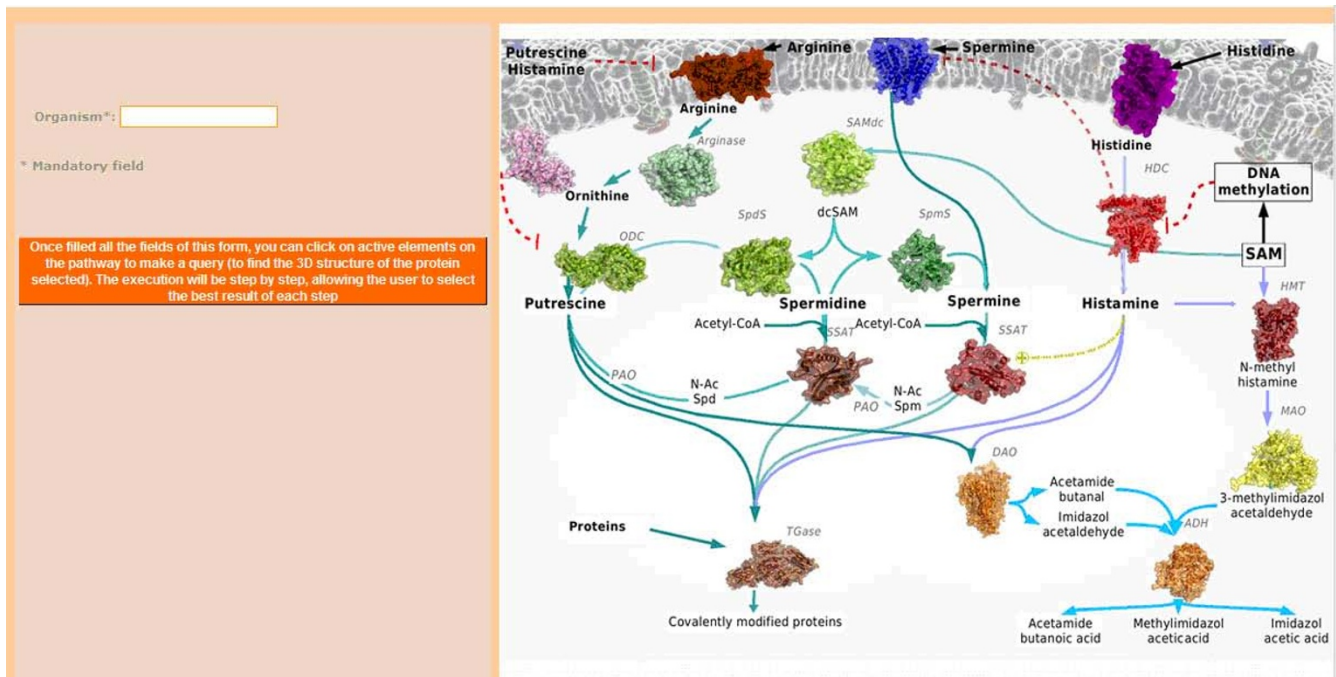 Organism*:
* Mandatory field
Once filled all the fields of this form, you can click on active elements on
the pathway to make a query (to find the 3D structure of the protein
selected). The execution will be step by step, allowing the user to select
the best result of each step
Putrescine
Histamine
Arginine
Spermine
Histidine
Arginine
Arginase
SAMdc
Histidine
HDC
DNA
methylation
Ornithine
ODC
SpdS
dcSAM
SpmS
SAM
Putrescine
Spermidine
Spermine
Histamine
HMT
Acetyl-CoA
SSAT
Acetyl-CoA
SSAT
N-methyl
histamine
PAO
N-Ac
Spd
PAO
N-Ac
Spm
MAO
DAO
Acetamide
butanal
Imidazol
acetaldehyde
3-methylimidazol
acetaldehyde
ADH
Proteins
TGase
Covalently modified proteins
Acetamide
butanoic acid
Methylimidazol
aceticacid
Imidazol
acetic acid